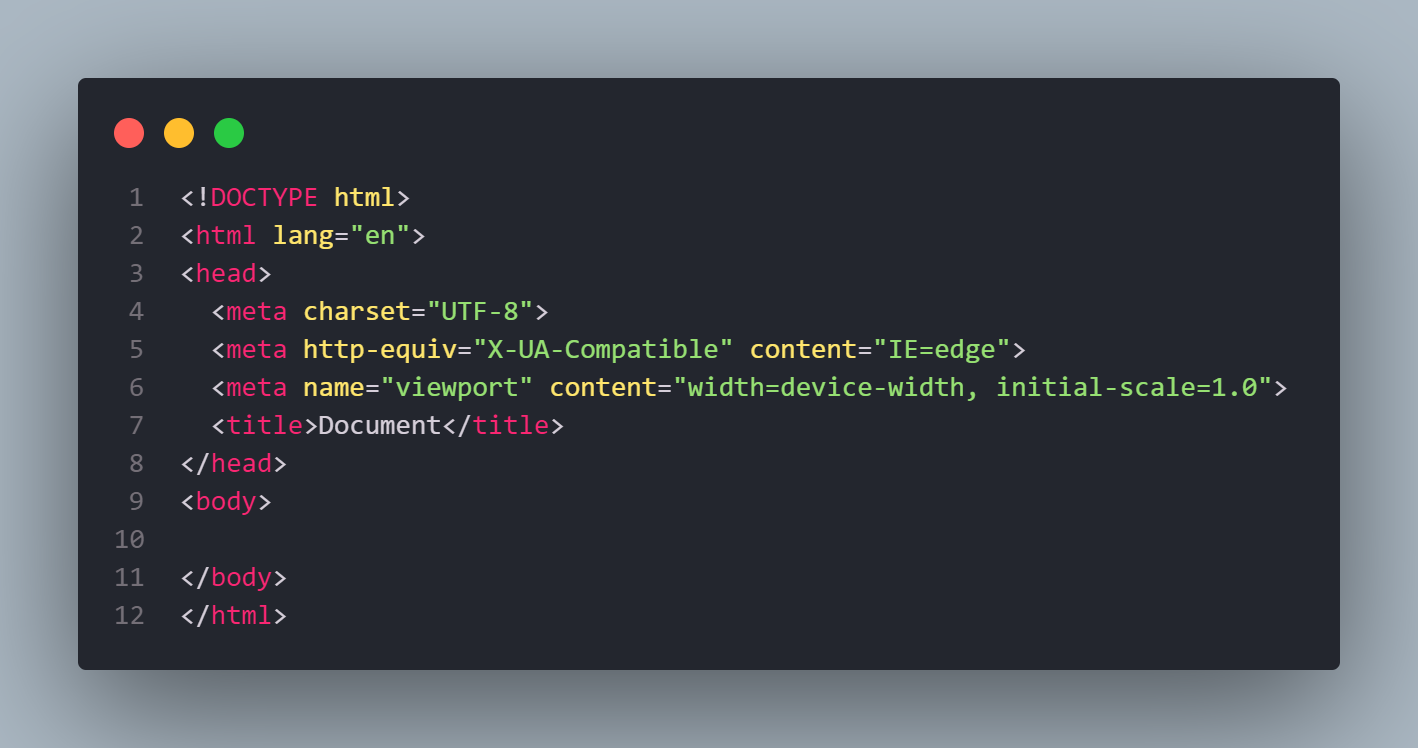 1 <!DOCTYPE html>
2 <html lang="en">
3 <head>
4   <meta charset="UTF-8">
5   <meta http-equiv="X-UA-Compatible" content="IE=edge">
6   <meta name="viewport" content="width=device-width, initial-scale=1.0">
7   <title>Document</title>
8 </head>
9 <body>
10
11 </body>
12 </html>